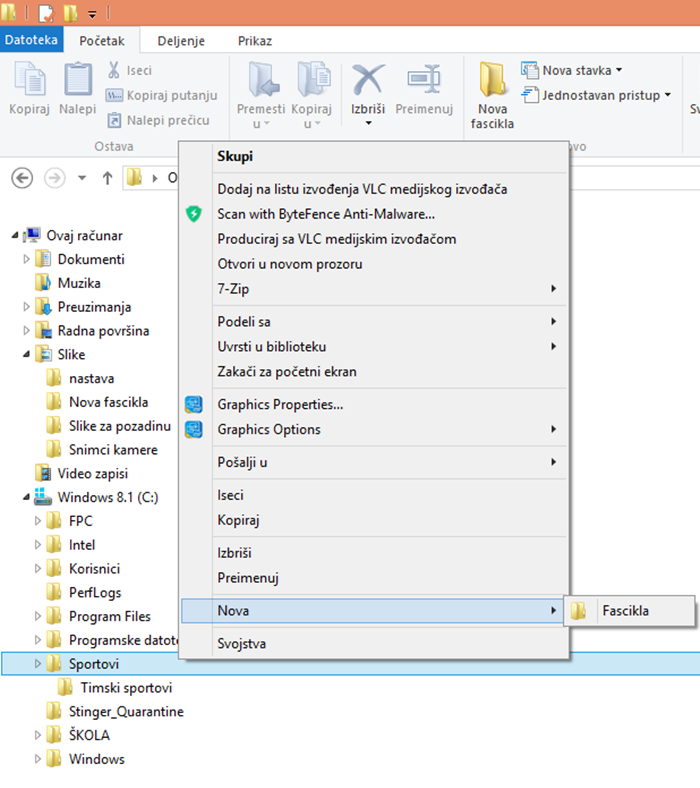 Datoteka
Početak
Deljenje
Prikaz
Kopiraj
Nalepi
Iseci
Kopiraj putanju
Nalepi prečicu
Ostava
Premesti
u
Kopiraj
u
Izbriši
Preimenuj
Nova
fascikla
Nova stavka
Jednostavan pristup
Ovaj računar
Dokumenti
Muzika
Preuzimanja
Radna površina
Slike
nastava
Nova fascikla
Slike za pozadinu
Snimci kamere
Video zapisi
Windows 8.1 (C:)
FPC
Intel
Korisnici
PerfLogs
Program Files
Programske datot
Sportovi
Timski sportovi
Stinger_Quarantine
ŠKOLA
Windows
Skupi
Dodaj na listu izvođenja VLC medijskog izvođača
Scan with ByteFence Anti-Malware...
Produciraj sa VLC medijskim izvođačom
Otvori u novom prozoru
7-Zip
Podeli sa
Uvrsti u biblioteku
Zakači za početni ekran
Graphics Properties...
Graphics Options
Pošalji u
Iseci
Kopiraj
Izbriši
Preimenuj
Nova
Svojstva
Fascikla